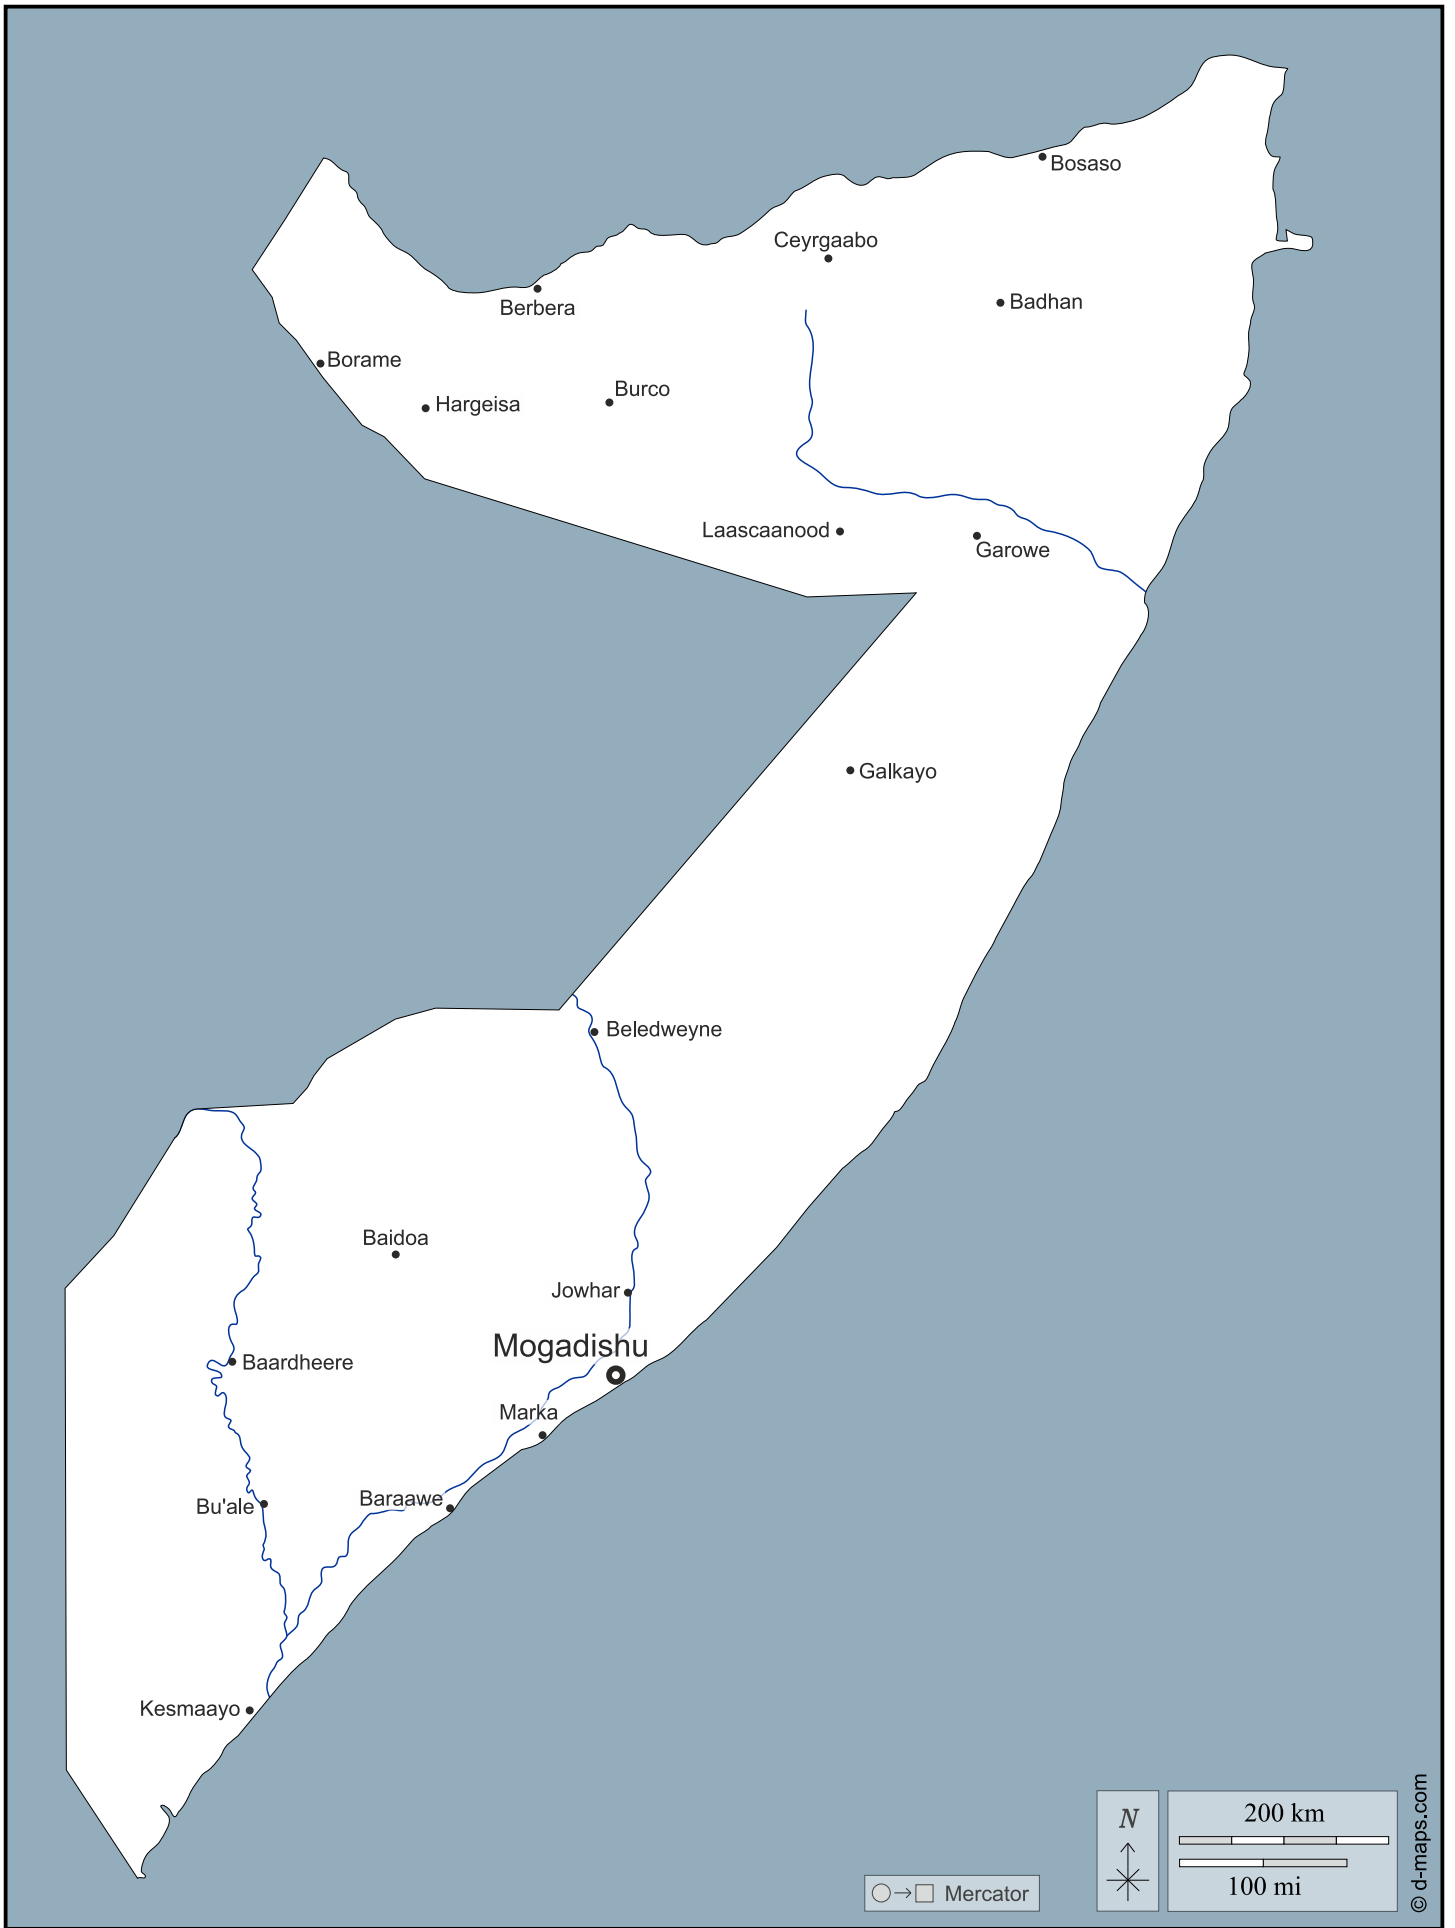 Bosaso
Ceyrgaabo
Badhan
Berbera
Borame
Burco
Hargeisa
Laascaanood
Garowe
Galkayo
Beledweyne
Baidoa
Jowhar
Mogadishu
Baardheere
Marka
Baraawe
Bu'ale
Kesmaayo
N
200 km
100 mi
Mercator
© d-maps.com